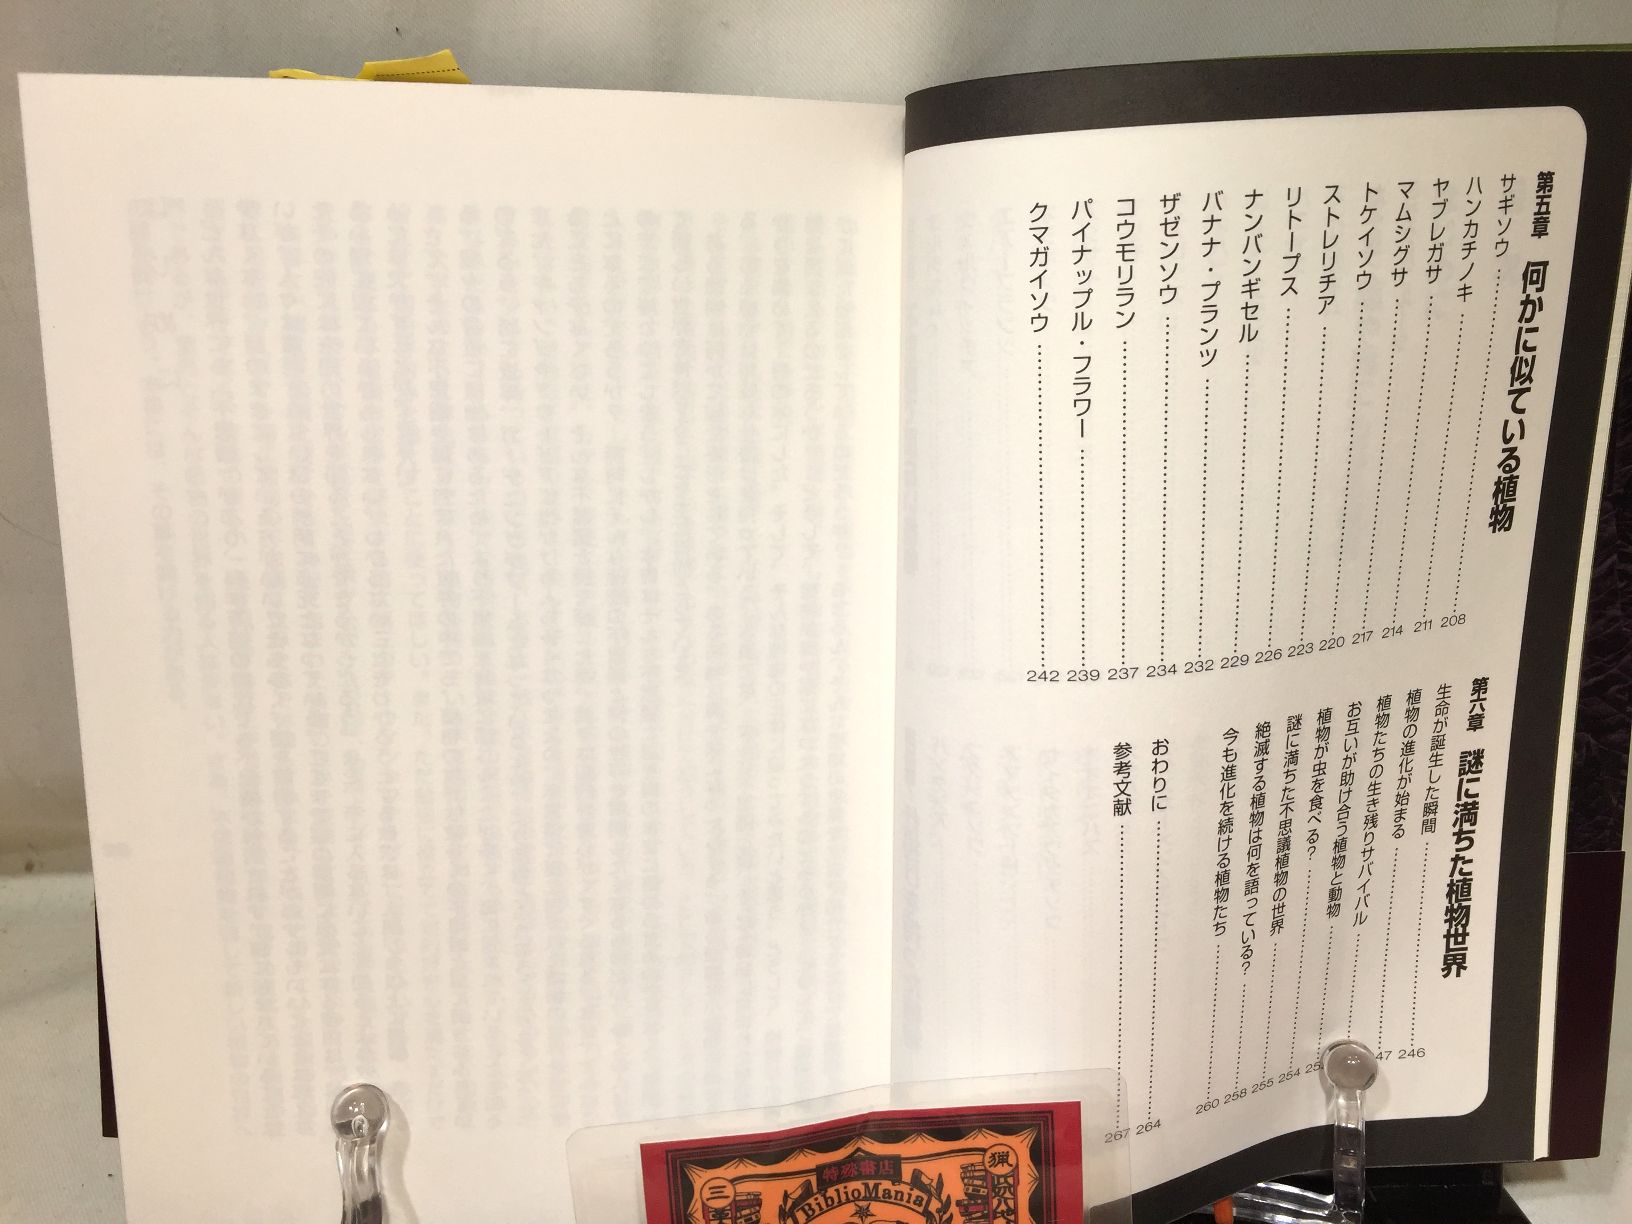 第五章 何かに似ている植物
サギソウ 208
ハンカチノキ 211
ヤブレガサ 214
マムシグサ 217
トケイソウ 220
ストレリチア 223
リトープス 226
ナンバンギセル 229
バナナ・プランツ 232
ザゼンソウ 234
コウモリラン 237
パイナップル・フラワー 239
クマガイソウ 242
第六章 謎に満ちた植物世界
生命が誕生した瞬間 246
植物の進化が始まる 47
植物たちの生き残りサバイバル
お互いが助け合う植物と動物
植物が虫を食べる？ 254
謎に満ちた不思議植物の世界 255
絶滅する植物は何を語っている？ 258
今も進化を続ける植物たち 260
おわりに 264
参考文献 267
特殊書店
BiblioMania
猟
三